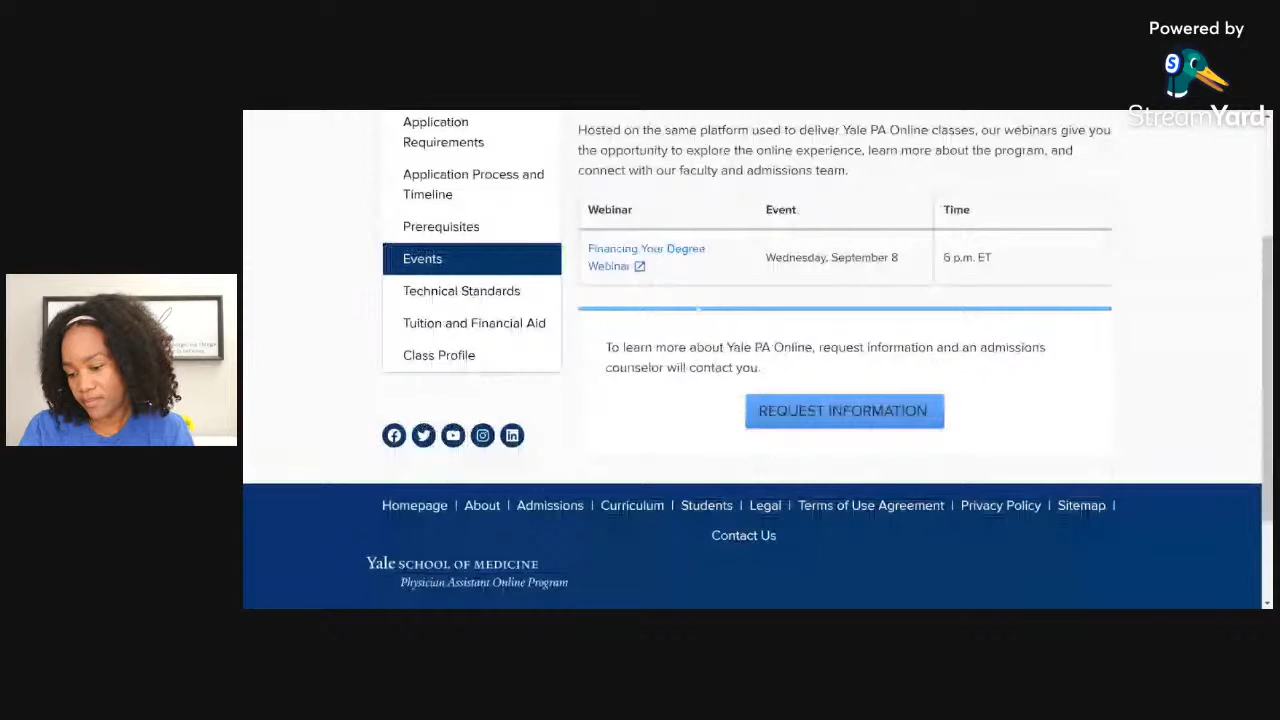 Powered by
S
StreamYard
Application
Requirements
Application Process and
Timeline
Prerequisites
Events
Technical Standards
Tuition and Financial Aid
Class Profile
Hosted on the same platform used to deliver Yale PA Online classes, our webinars give you
the opportunity to explore the online experience, learn more about the program, and
connect with our faculty and admissions team.
Webinar Event Time
Financing Your Degree
Webinar
Wednesday, September 8
6 p.m. ET
To learn more about Yale PA Online, request information and an admissions
counselor will contact you.
REQUEST INFORMATION
Homepage | About | Admissions | Curriculum | Students | Legal | Terms of Use Agreement | Privacy Policy | Sitemap |
Contact Us
Yale SCHOOL OF MEDICINE
Physician Assistant Online Program